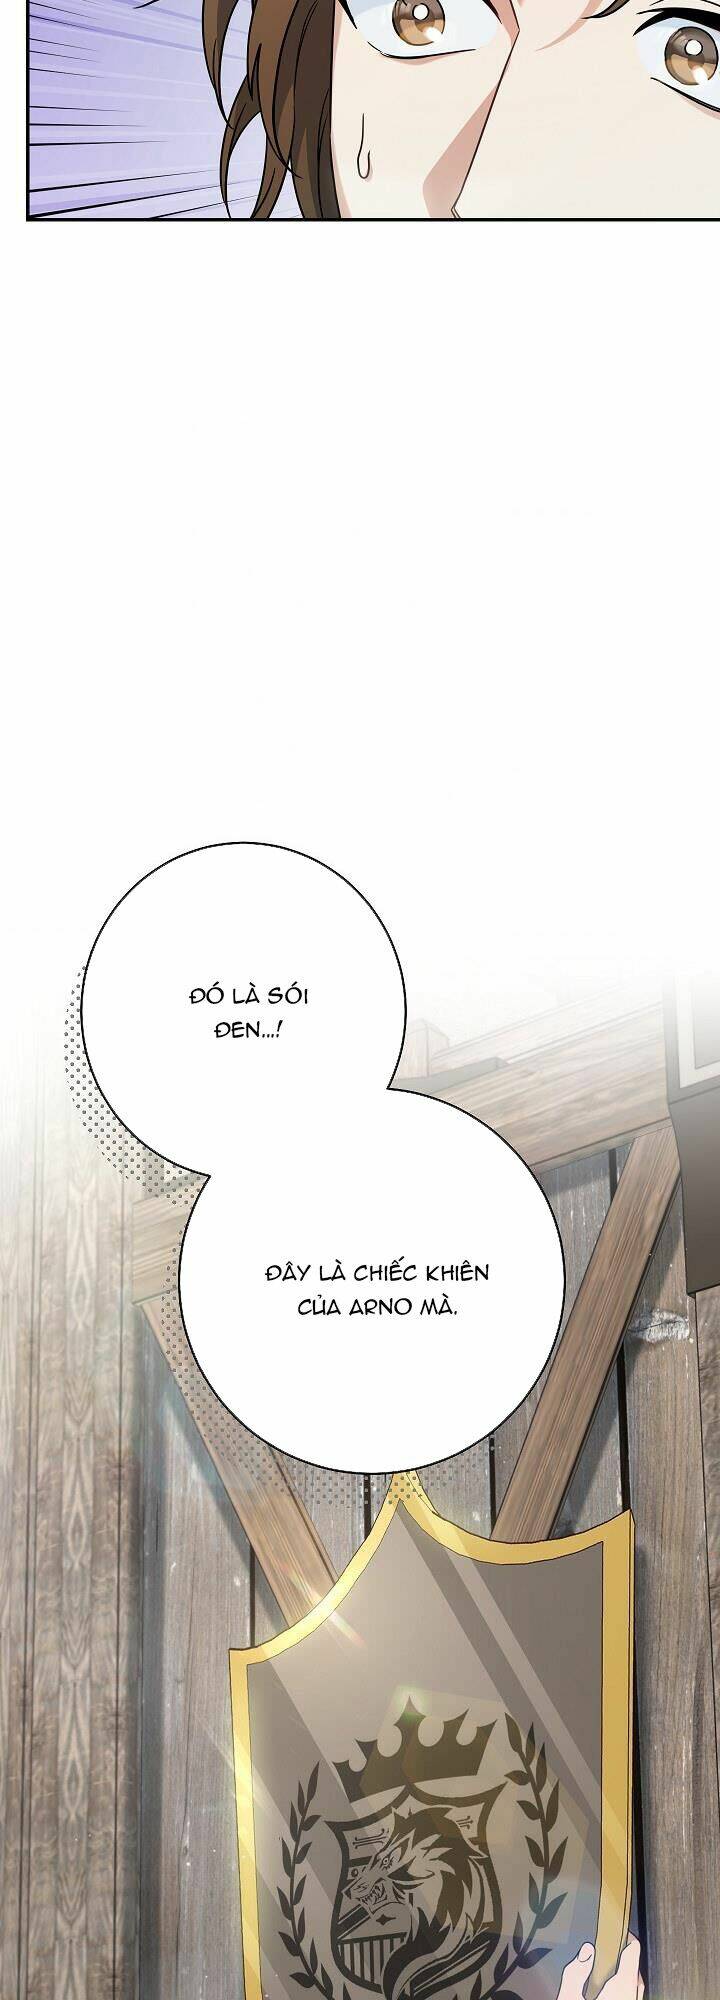 ĐÓ LÀ SÓI
ĐEN...!
ĐÂY LÀ CHIẾC KHIÊN
CỦA ARNO MÀ.